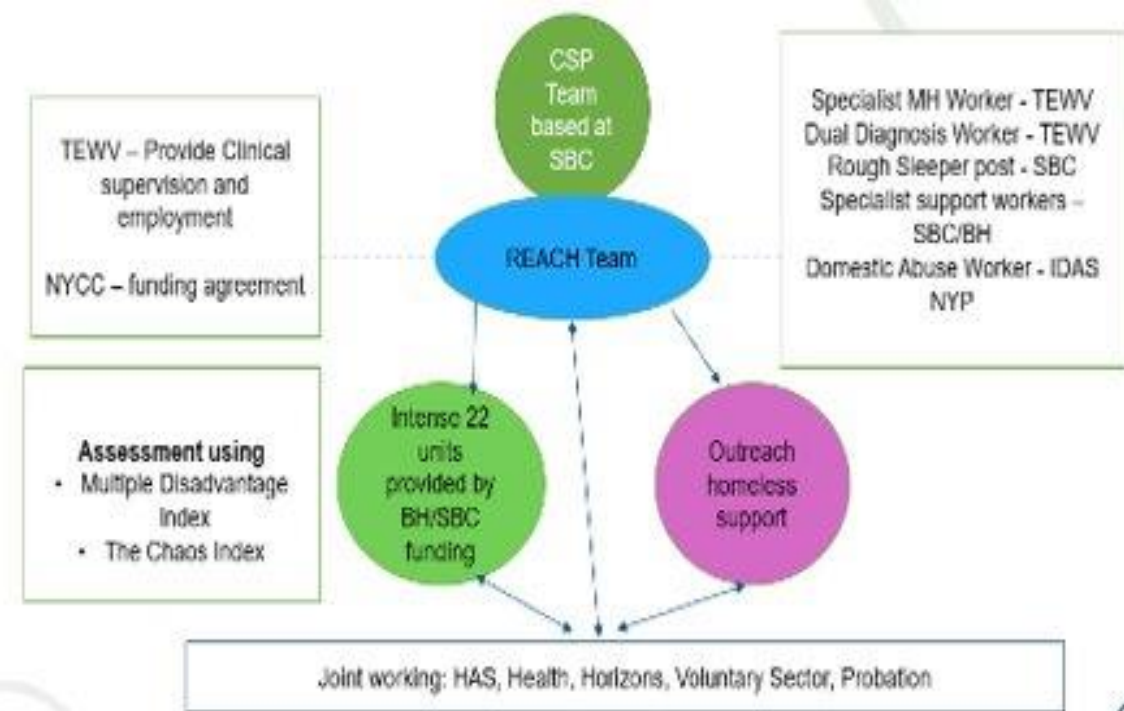 CSP
Team
based at
SBC
TEWV – Provide Clinical
supervision and
employment
NYCC – funding agreement
REACH Team
Specialist MH Worker - TEWV
Dual Diagnosis Worker - TEWV
Rough Sleeper post - SBC
Specialist support workers –
SBC/BH
Domestic Abuse Worker - IDAS
NYP
Assessment using
• Multiple Disadvantage
Index
• The Chaos Index
Intense 22
units
provided by
BH/SBC
funding
Outreach
homeless
support
Joint working: HAS, Health, Horizons, Voluntary Sector, Probation